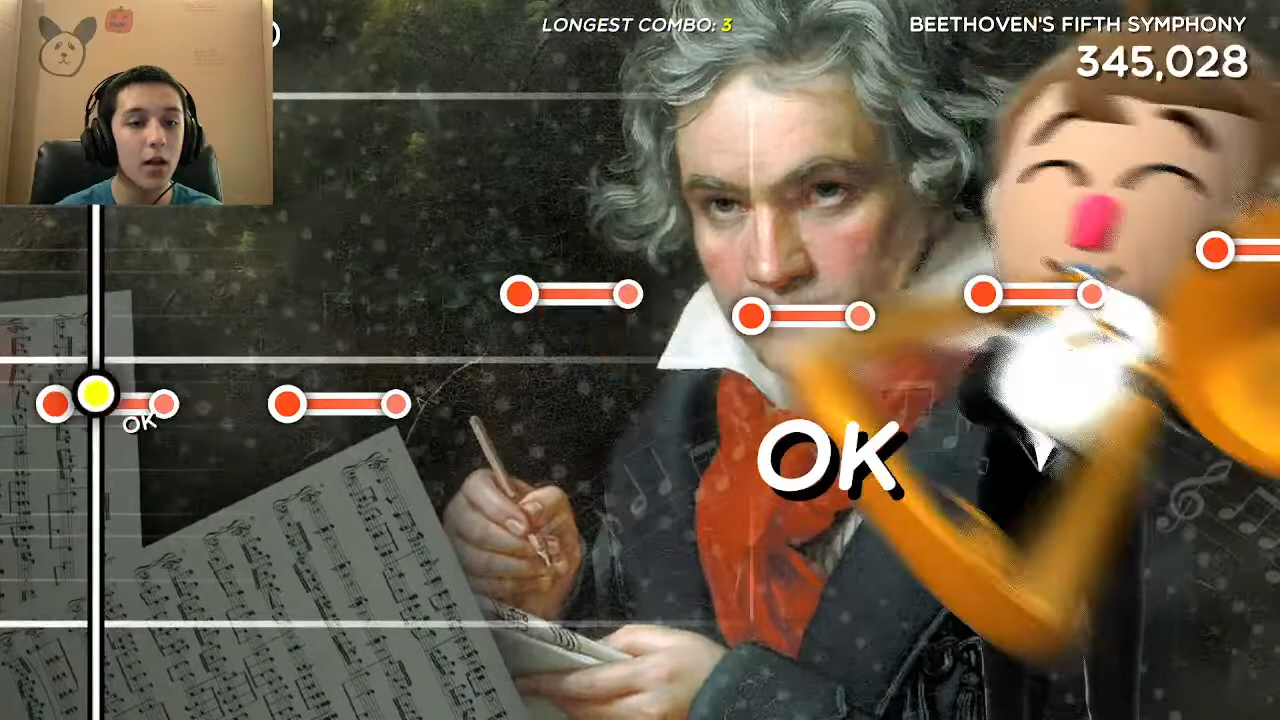 LONGEST COMBO: 3
BEETHOVEN'S FIFTH SYMPHONY
345,028
OK
OK